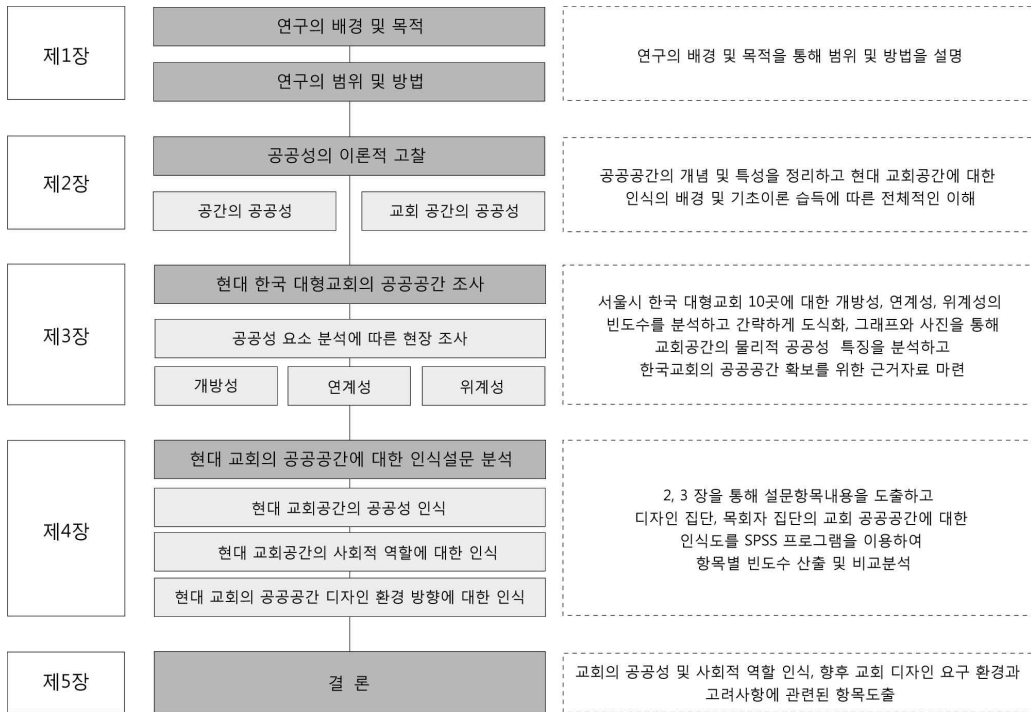 제1장
연구의 배경 및 목적
연구의 범위 및 방법
연구의 배경 및 목적을 통해 범위 및 방법을 설명
제2장
공공성의 이론적 고찰
공간의 공공성
교회 공간의 공공성
공공공간의 개념 및 특성을 정리하고 현대 교회공간에 대한
인식의 배경 및 기초이론 습득에 따른 전체적인 이해
제3장
현대 한국 대형교회의 공공공간 조사
공공성 요소 분석에 따른 현장 조사
개방성
연계성
위계성
서울시 한국 대형교회 10곳에 대한 개방성, 연계성, 위계성의
빈도수를 분석하고 간략하게 도식화, 그래프와 사진을 통해
교회공간의 물리적 공공성 특징을 분석하고
한국교회의 공공공간 확보를 위한 근거자료 마련
제4장
현대 교회의 공공공간에 대한 인식설문 분석
현대 교회공간의 공공성 인식
현대 교회공간의 사회적 역할에 대한 인식
현대 교회의 공공공간 디자인 환경 방향에 대한 인식
2, 3 장을 통해 설문항목내용을 도출하고
디자인 집단, 목회자 집단의 교회 공공공간에 대한
인식도를 SPSS 프로그램을 이용하여
항목별 빈도수 산출 및 비교분석
제5장
결 론
교회의 공공성 및 사회적 역할 인식, 향후 교회 디자인 요구 환경과
고려사항에 관련된 항목도출